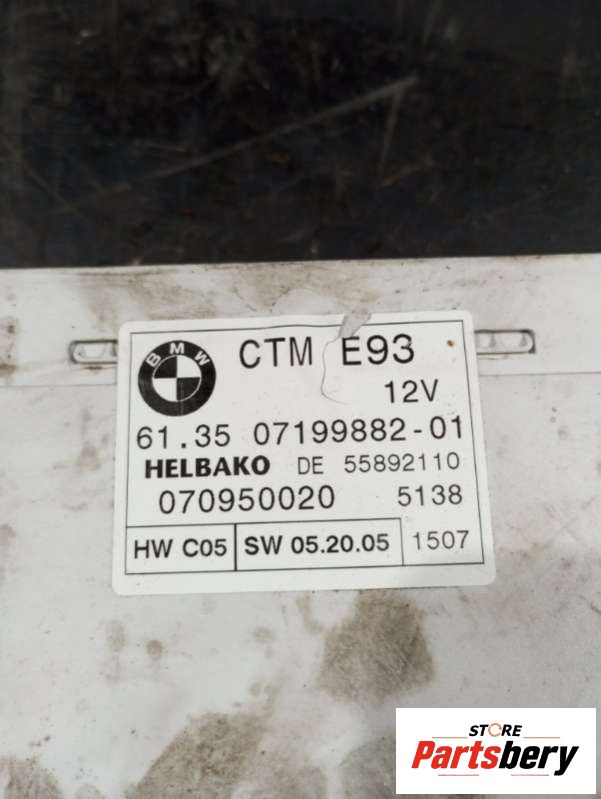 BMW
CTM E93
12V
61.35 07199882-01
HELBAKO DE 55892110
070950020 5138
HW C05 SW 05.20.05 1507
STORE
Partsbery